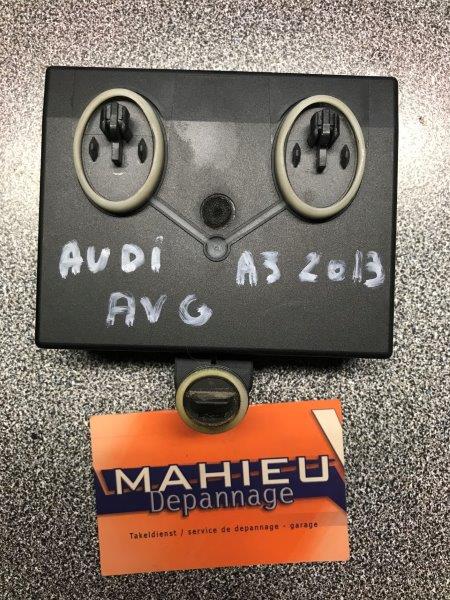 AUDI A3 2013
AVG
MAHIEU
Depannage
Takeldienst / service de depannage - garage